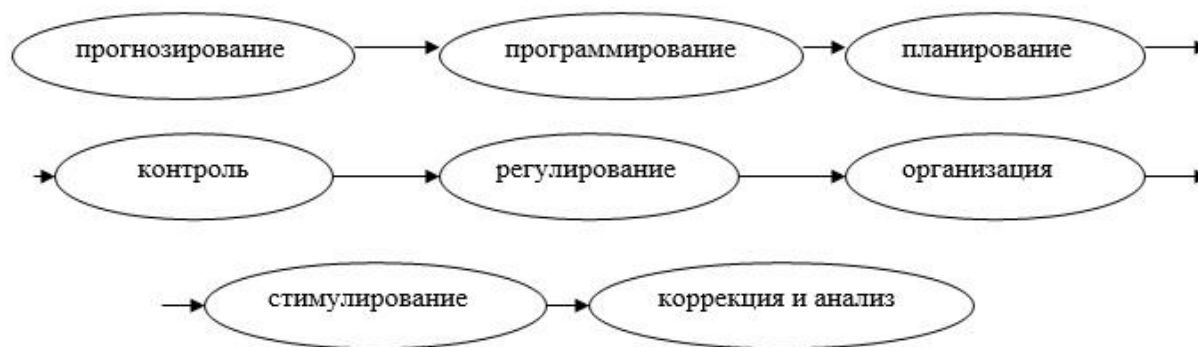 прогнозирование программирование планирование
контроль регулирование организация
стимулирование коррекция и анализ